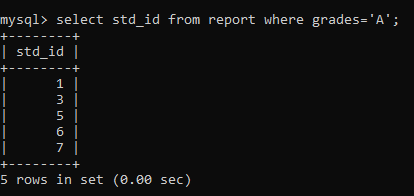 mysql> select std_id from report where grades='A';
+--------+
| std_id |
+--------+
|      1 |
|      3 |
|      5 |
|      6 |
|      7 |
+--------+
5 rows in set (0.00 sec)